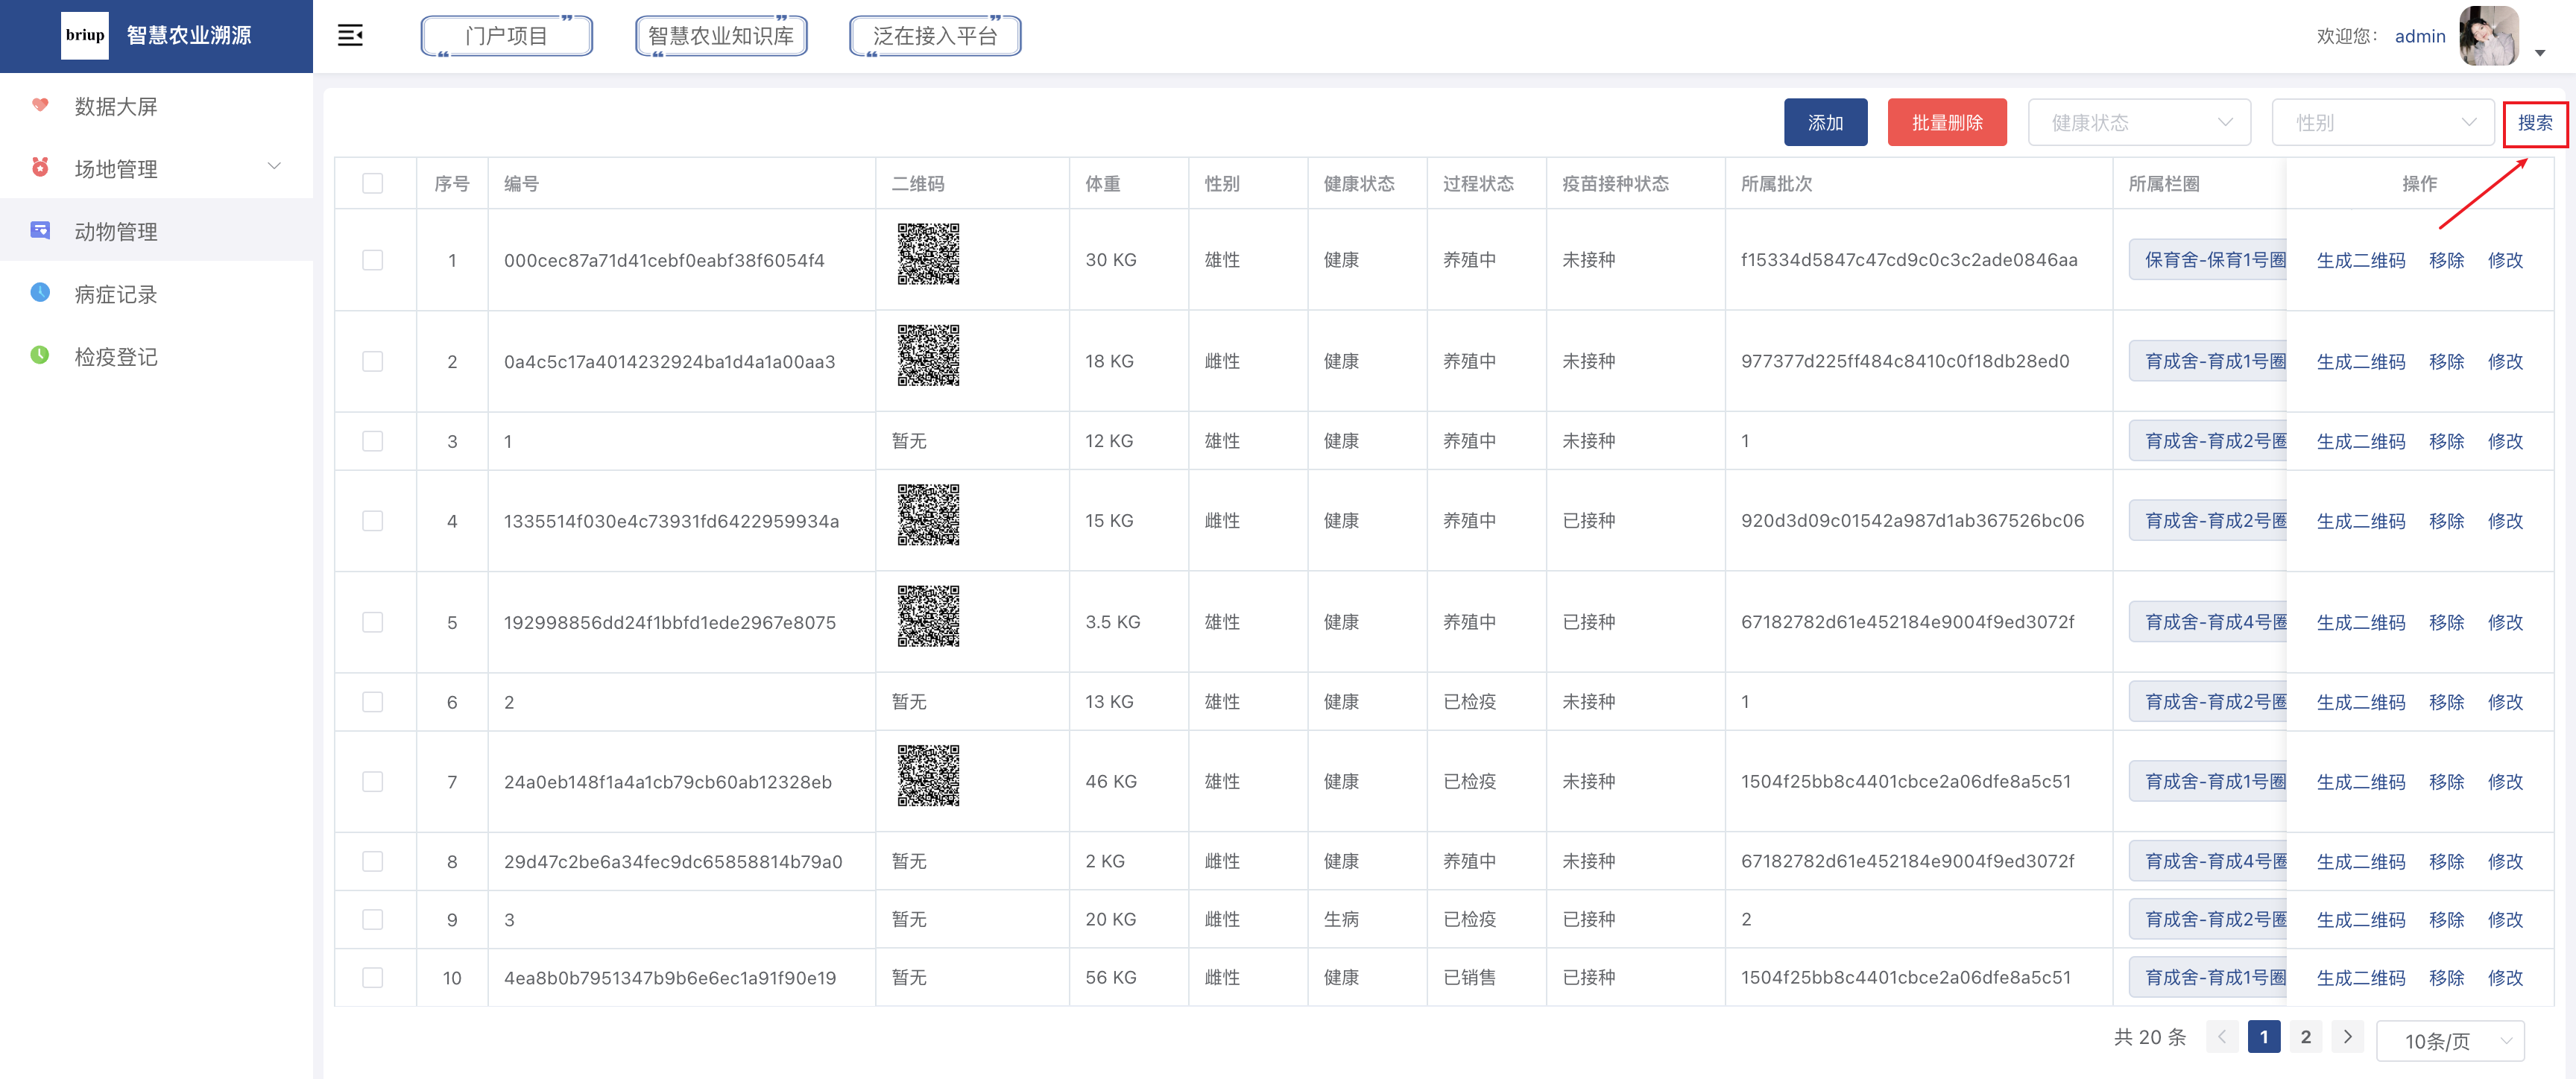 briup 智慧农业溯源
门户项目 智慧农业知识库 泛在接入平台
欢迎您： admin
数据大屏
场地管理
动物管理
病症记录
检疫登记
添加 批量删除 健康状态 性别 搜索
序号 编号 二维码 体重 性别 健康状态 过程状态 疫苗接种状态 所属批次 所属栏圈 操作
1 000cec87a71d41cebf0eabf38f6054f4 30 KG 雄性 健康 养殖中 未接种 f15334d5847c47cd9c0c3c2ade0846aa 保育舍-保育1号圈 生成二维码 移除 修改
2 0a4c5c17a4014232924ba1d4a1a00aa3 18 KG 雌性 健康 养殖中 未接种 977377d225ff484c8410c0f18db28ed0 育成舍-育成1号圈 生成二维码 移除 修改
3 1 暂无 12 KG 雄性 健康 养殖中 未接种 1 育成舍-育成2号圈 生成二维码 移除 修改
4 1335514f030e4c73931fd6422959934a 15 KG 雌性 健康 养殖中 已接种 920d3d09c01542a987d1ab367526bc06 育成舍-育成2号圈 生成二维码 移除 修改
5 192998856dd24f1bbfd1ede2967e8075 3.5 KG 雄性 健康 养殖中 已接种 67182782d61e452184e9004f9ed3072f 育成舍-育成4号圈 生成二维码 移除 修改
6 2 暂无 13 KG 雄性 健康 已检疫 未接种 1 育成舍-育成2号圈 生成二维码 移除 修改
7 24a0eb148f1a4a1cb79cb60ab12328eb 46 KG 雄性 健康 已检疫 未接种 1504f25bb8c4401cbce2a06dfe8a5c51 育成舍-育成1号圈 生成二维码 移除 修改
8 29d47c2be6a34fec9dc65858814b79a0 暂无 2 KG 雌性 健康 养殖中 未接种 67182782d61e452184e9004f9ed3072f 育成舍-育成4号圈 生成二维码 移除 修改
9 3 暂无 20 KG 雌性 生病 已检疫 已接种 2 育成舍-育成2号圈 生成二维码 移除 修改
10 4ea8b0b7951347b9b6e6ec1a91f90e19 暂无 56 KG 雌性 健康 已销售 已接种 1504f25bb8c4401cbce2a06dfe8a5c51 育成舍-育成1号圈 生成二维码 移除 修改
共 20 条 1 2 10条/页